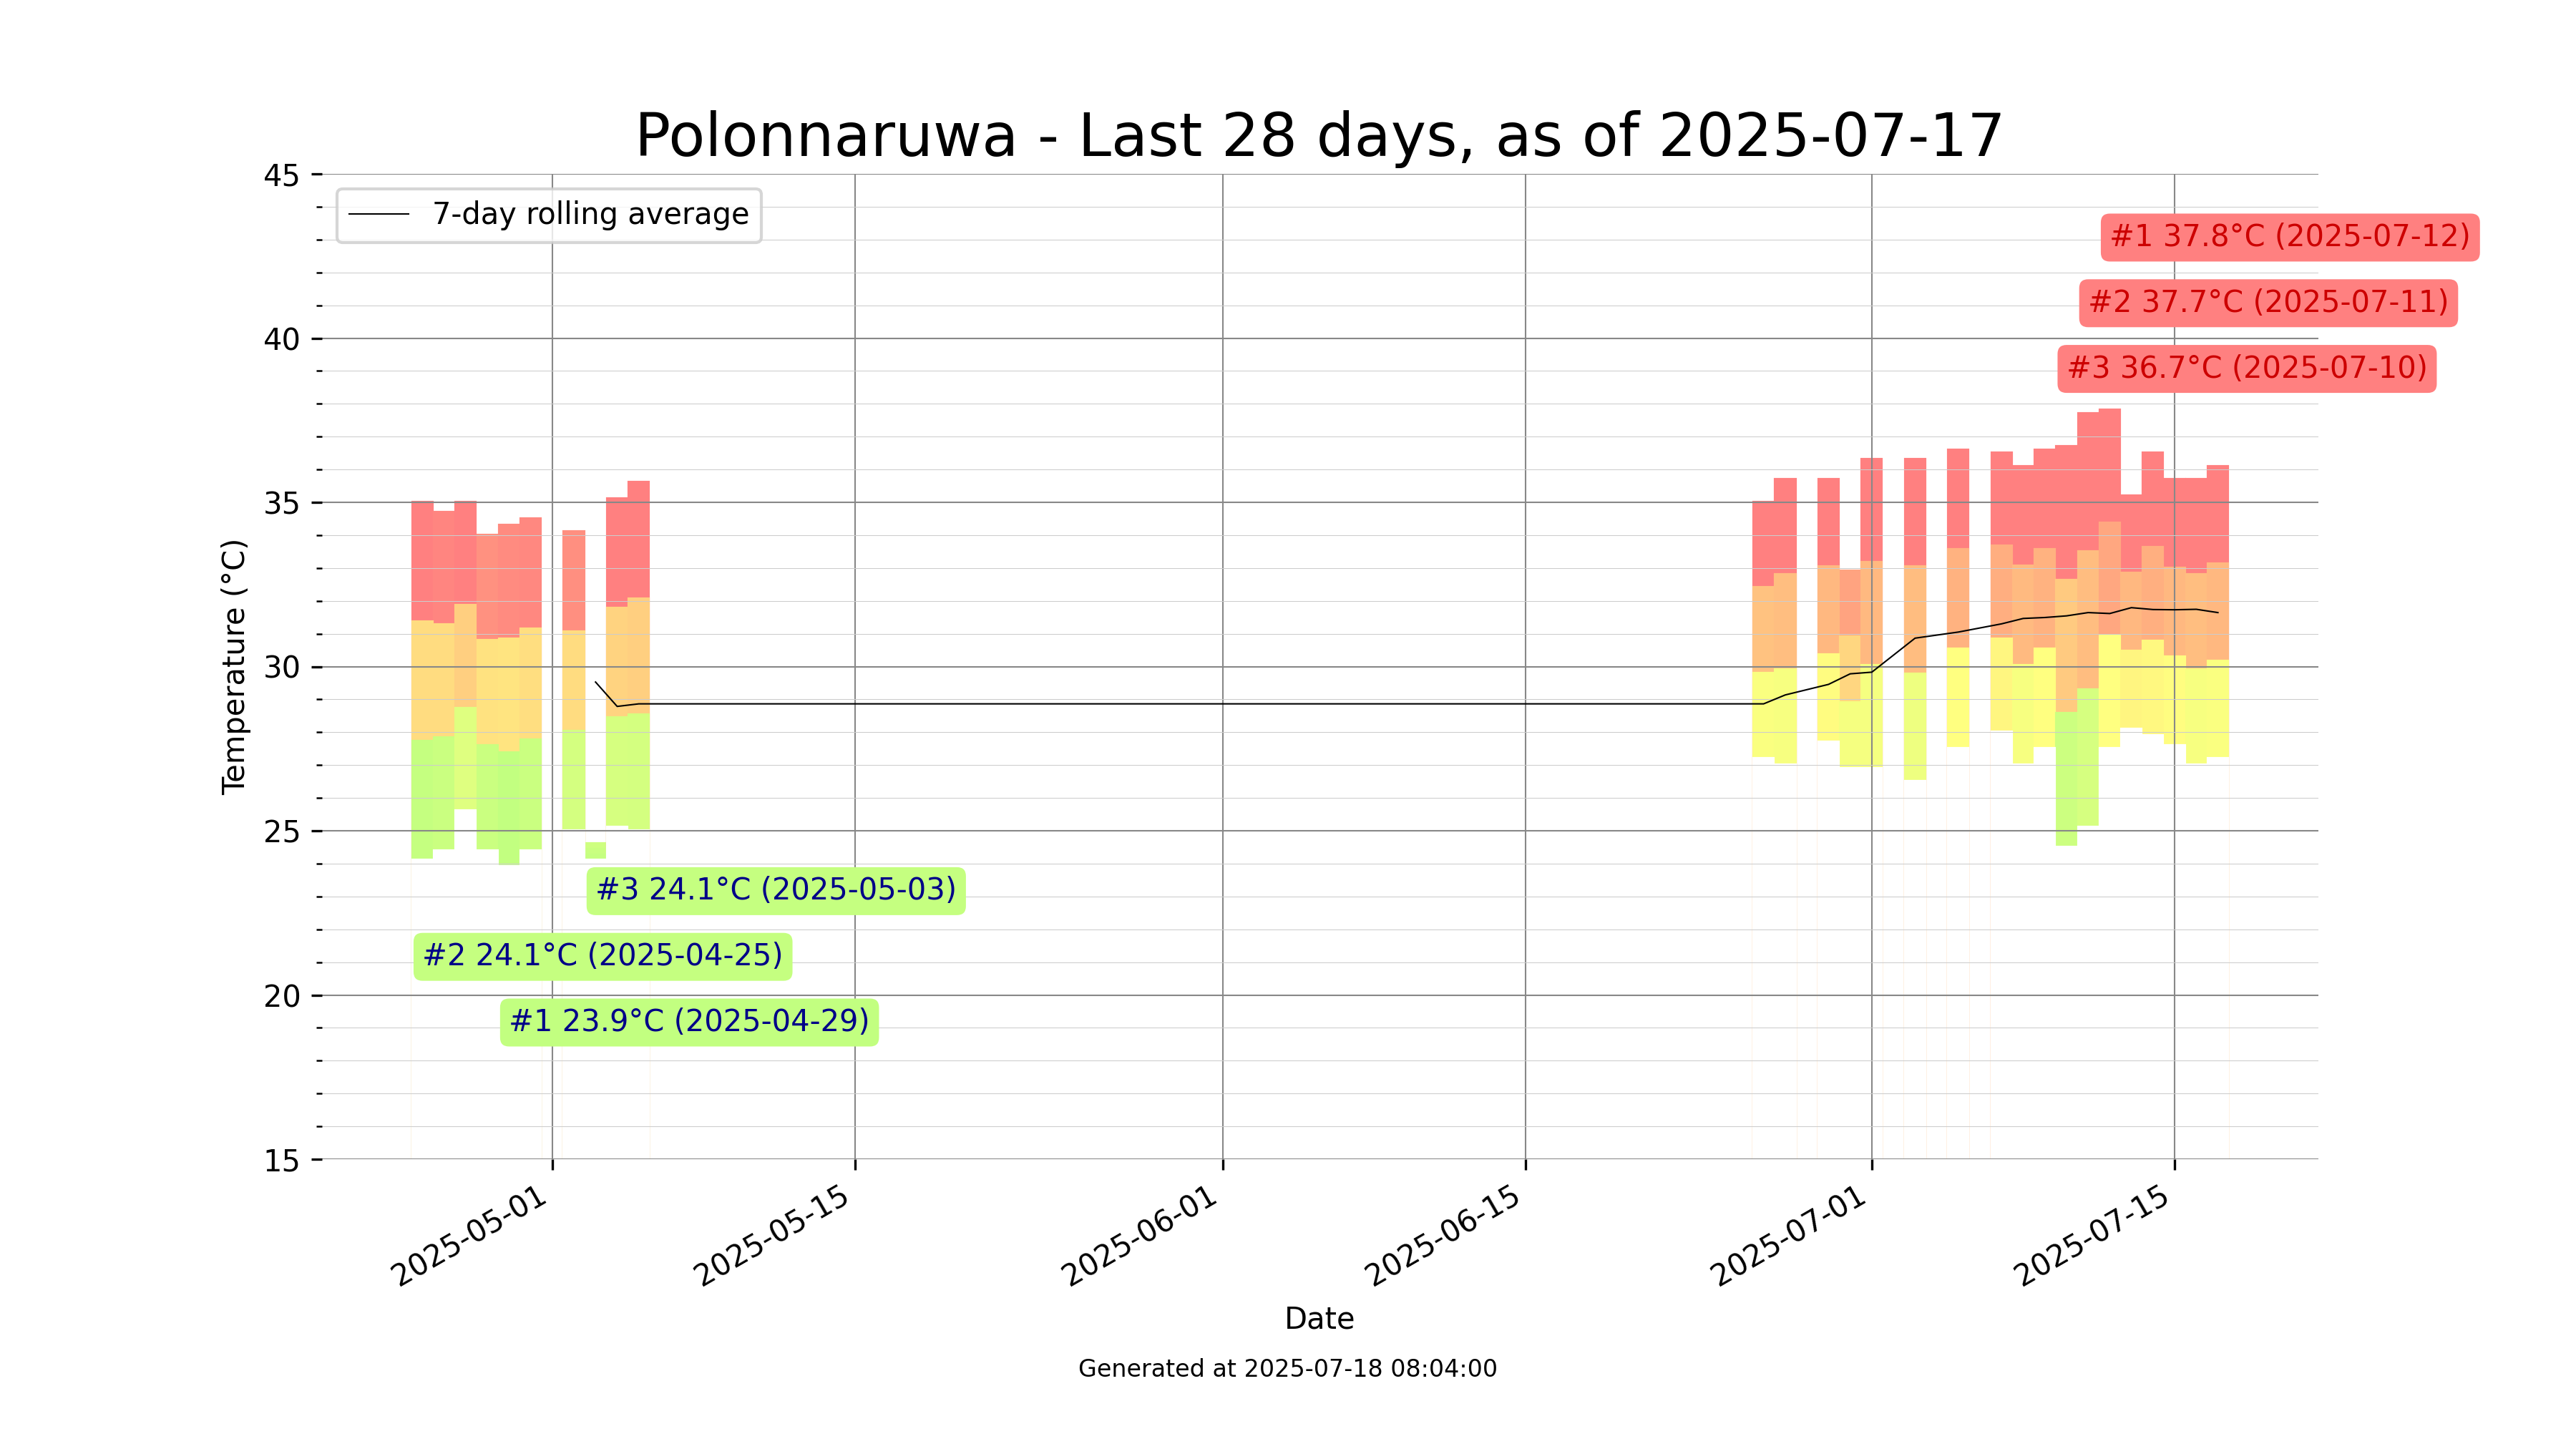 Polonnaruwa - Last 28 days, as of 2025-07-17
45
7-day rolling average
#1 37.8°C (2025-07-12)
#2 37.7°C (2025-07-11)
40
#3 36.7°C (2025-07-10)
35
Temperature (°C)
30
25
#3 24.1°C (2025-05-03)
#2 24.1°C (2025-04-25)
20
#1 23.9°C (2025-04-29)
15
2025-05-01
2025-05-15
2025-06-01
2025-06-15
2025-07-01
2025-07-15
Date
Generated at 2025-07-18 08:04:00